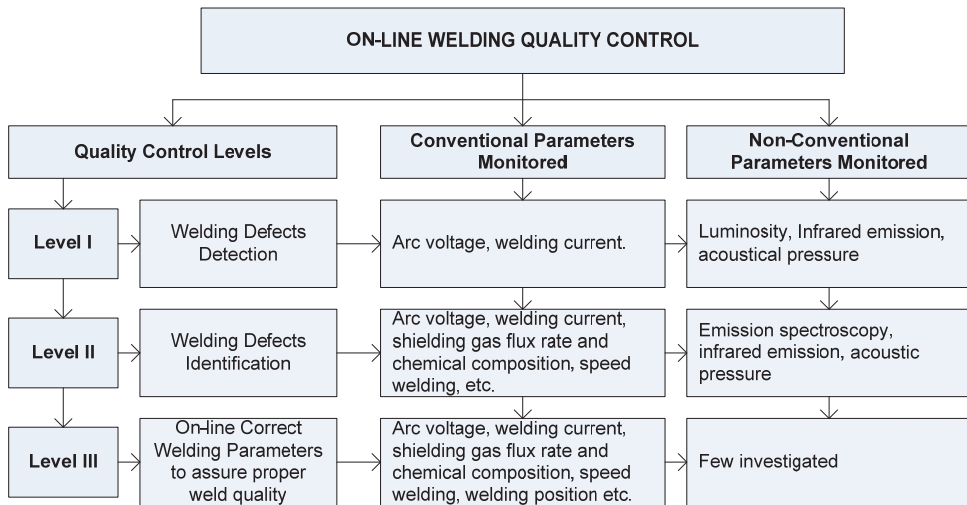 ON-LINE WELDING QUALITY CONTROL
Quality Control Levels
Conventional Parameters
Monitored
Non-Conventional
Parameters Monitored
Level I
Welding Defects
Detection
Arc voltage, welding current.
Luminosity, Infrared emission,
acoustical pressure
Level II
Welding Defects
Identification
Arc voltage, welding current,
shielding gas flux rate and
chemical composition, speed
welding, etc.
Emission spectroscopy,
infrared emission, acoustic
pressure
Level III
On-line Correct
Welding Parameters
to assure proper
weld quality
Arc voltage, welding current,
shielding gas flux rate and
chemical composition, speed
welding, welding position etc.
Few investigated